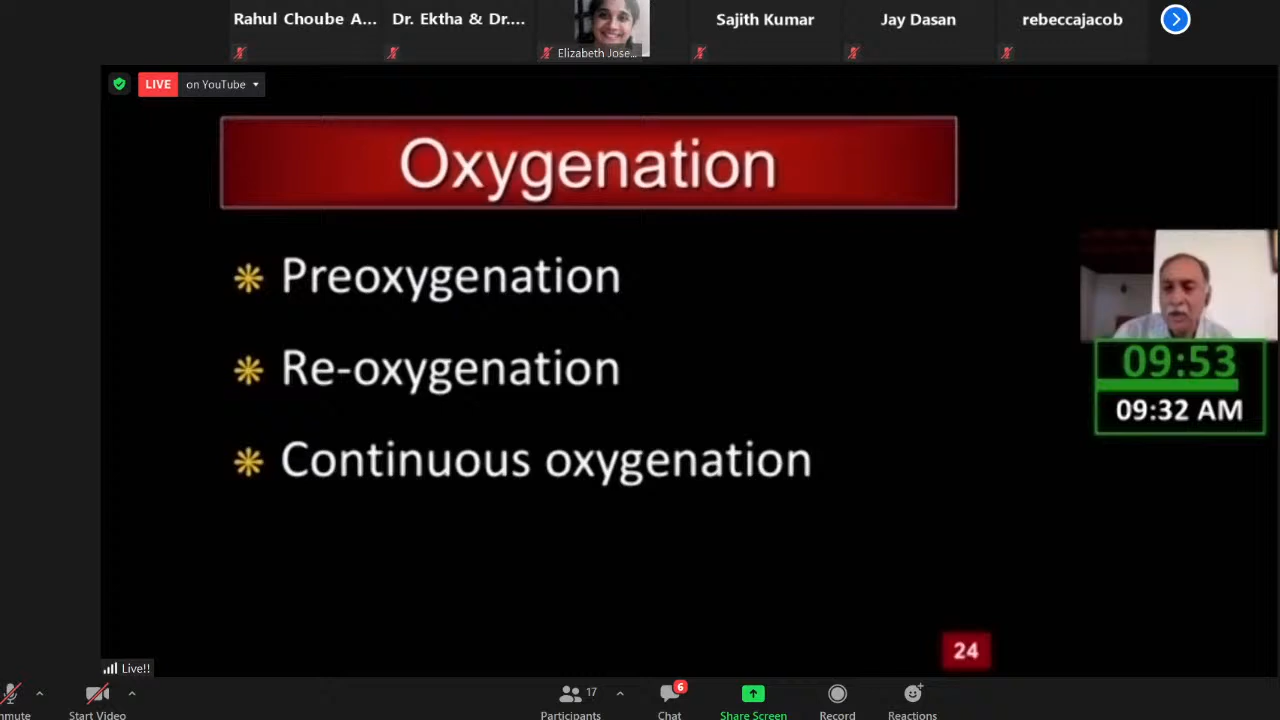 Rahul Choube A...
Dr. Ektha & Dr....
Elizabeth Jose...
Sajith Kumar
Jay Dasan
rebeccajacob
LIVE
on YouTube
Oxygenation
Preoxygenation
Re-oxygenation
Continuous oxygenation
09:53
09:32 AM
24
Live!!
nmute
Start Video
17
Participants
6
Chat
Share Screen
Record
Reactions